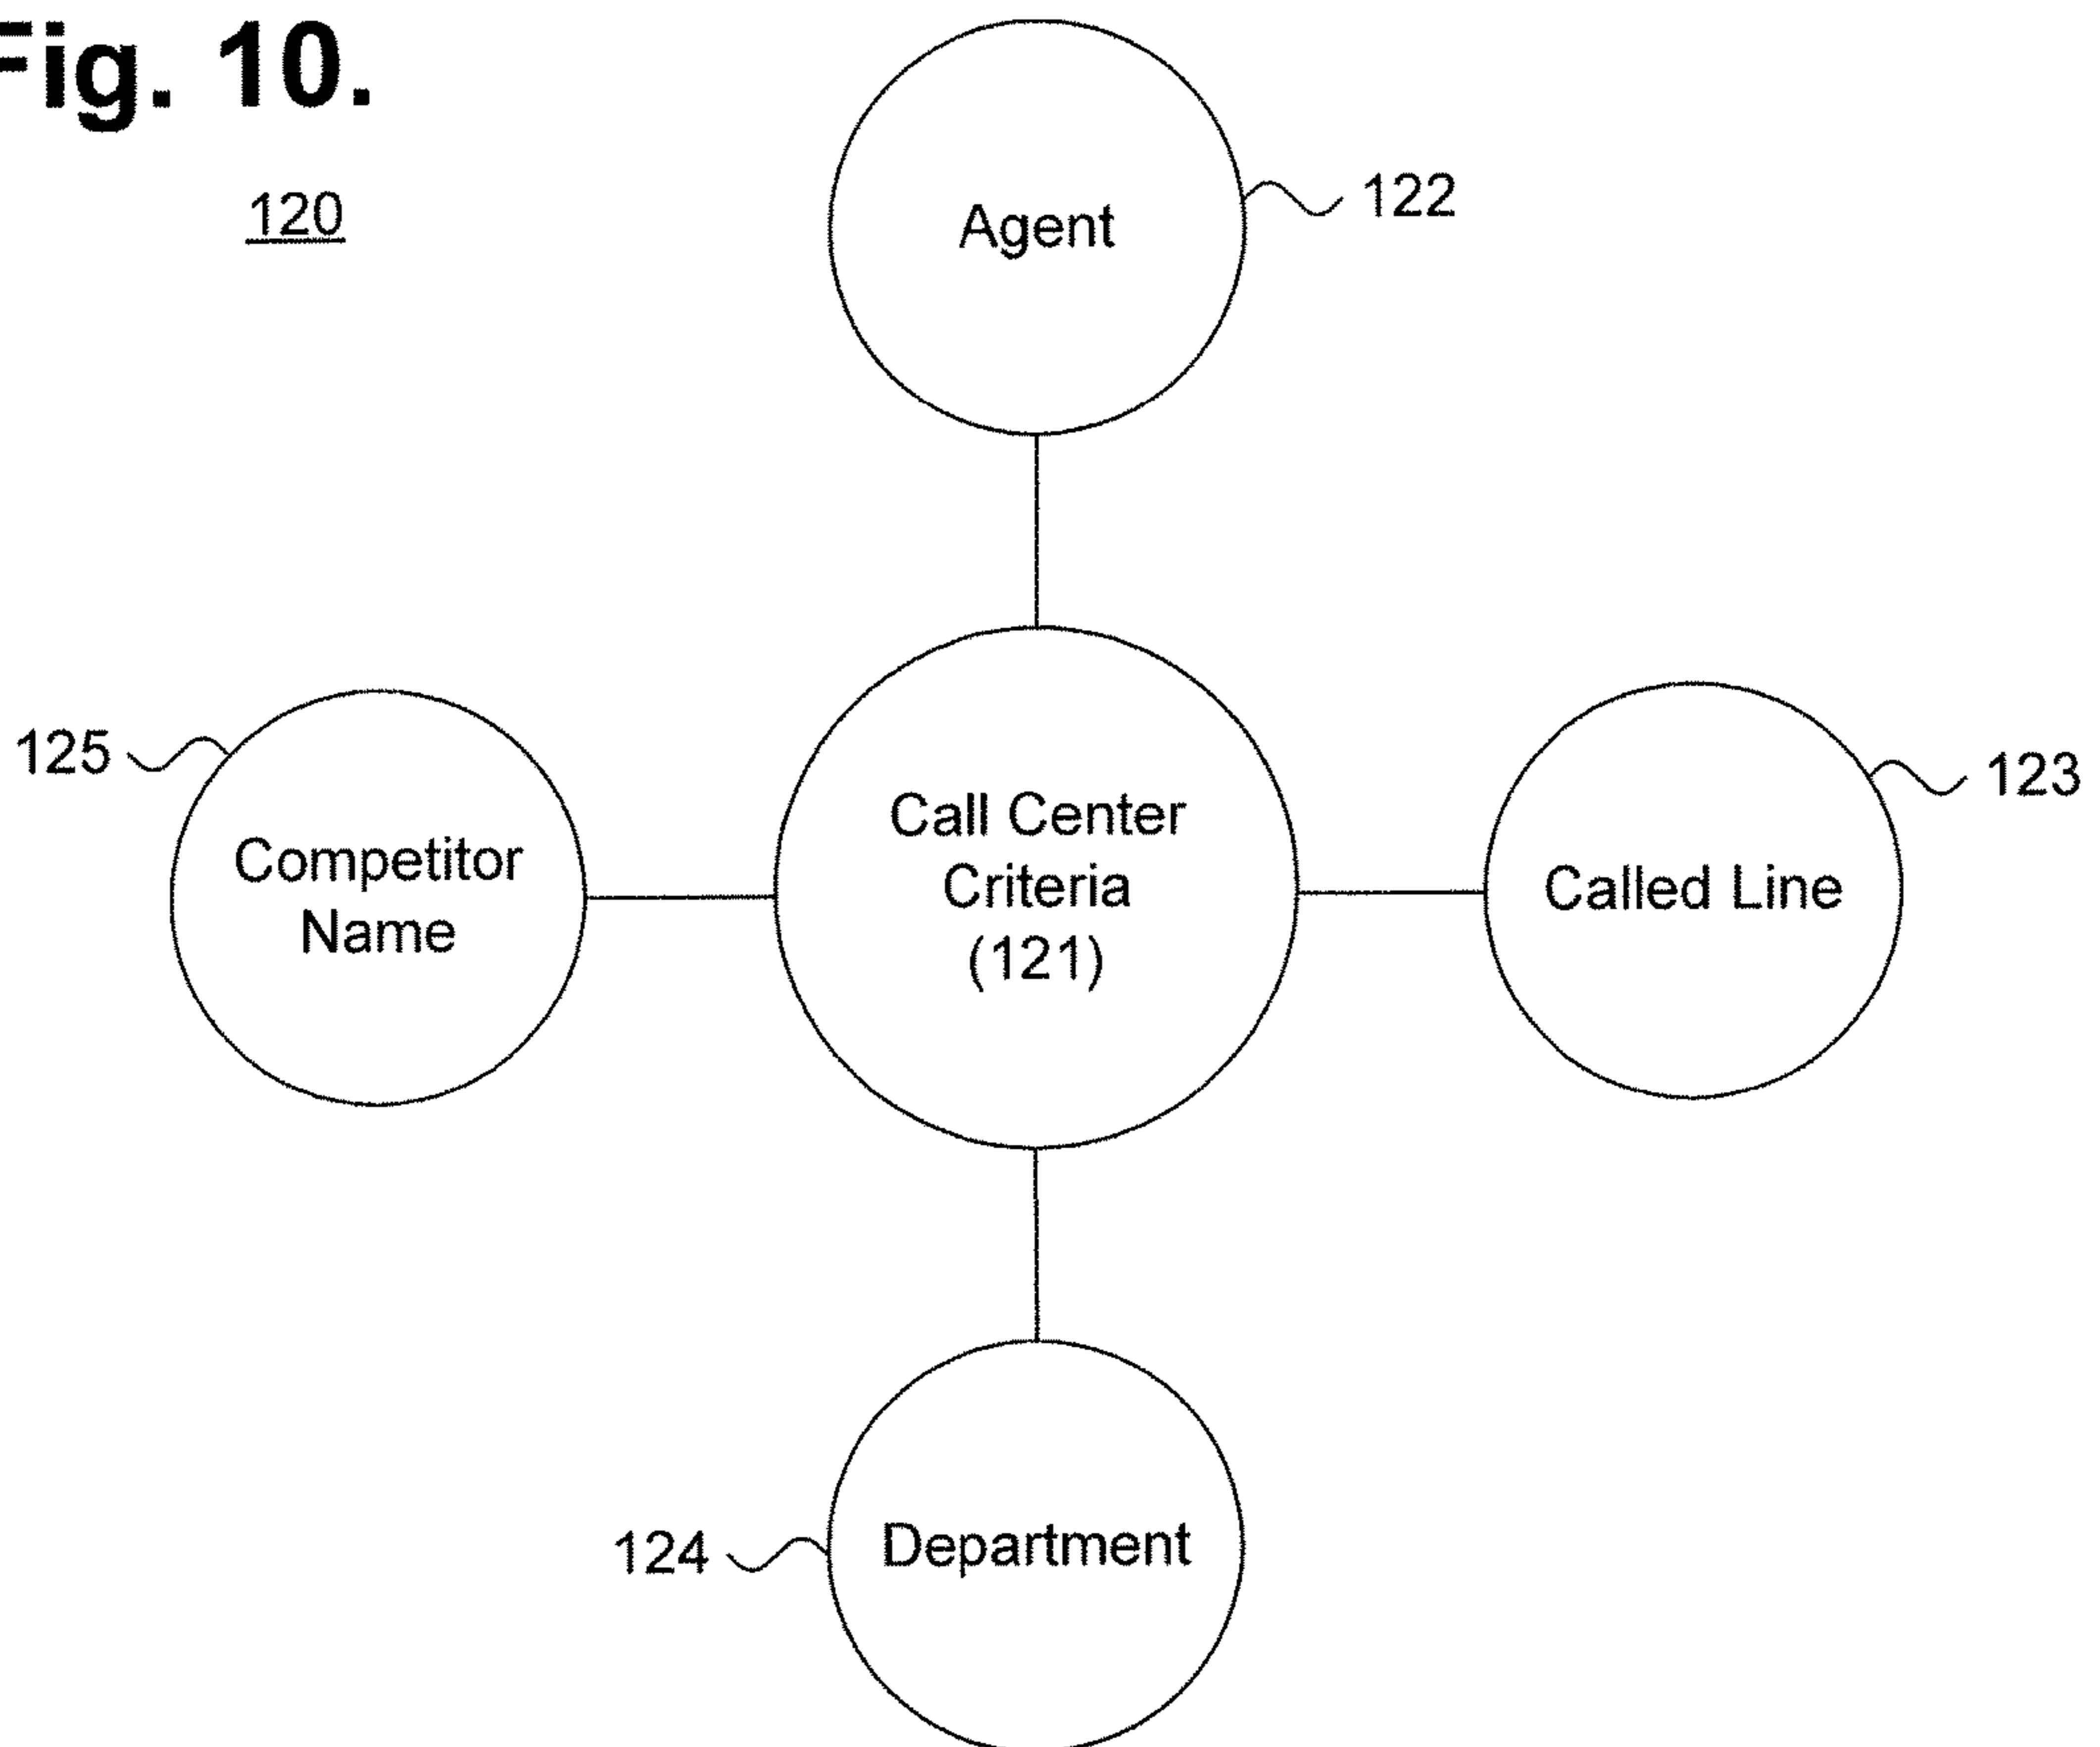 Fig. 10.
120
Agent
122
125
Competitor
Name
Call Center
Criteria
(121)
Called Line
123
124
Department